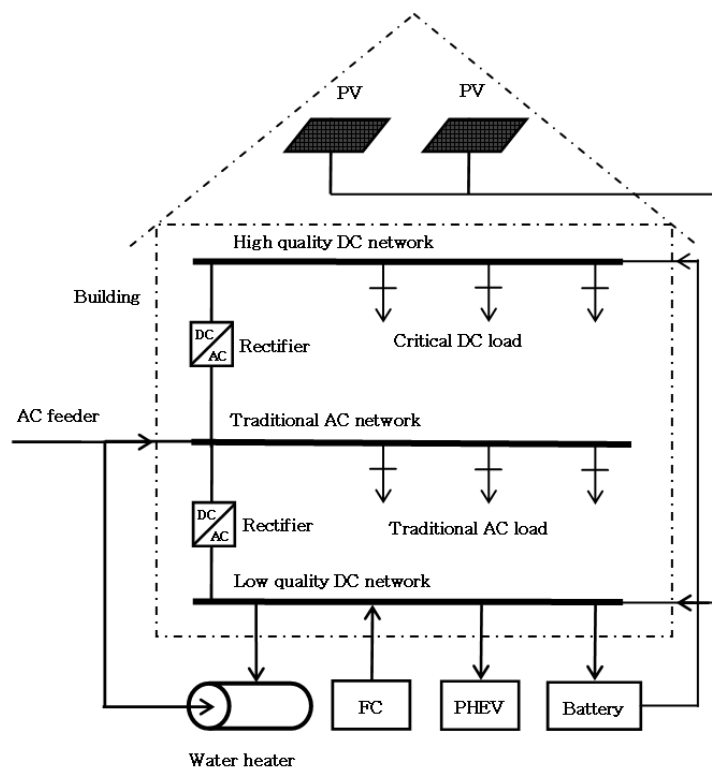 PV
PV
High quality DC network
Building
DC
AC
Rectifier
Critical DC load
AC feeder
Traditional AC network
DC
AC
Rectifier
Traditional AC load
Low quality DC network
FC
PHEV
Battery
Water heater